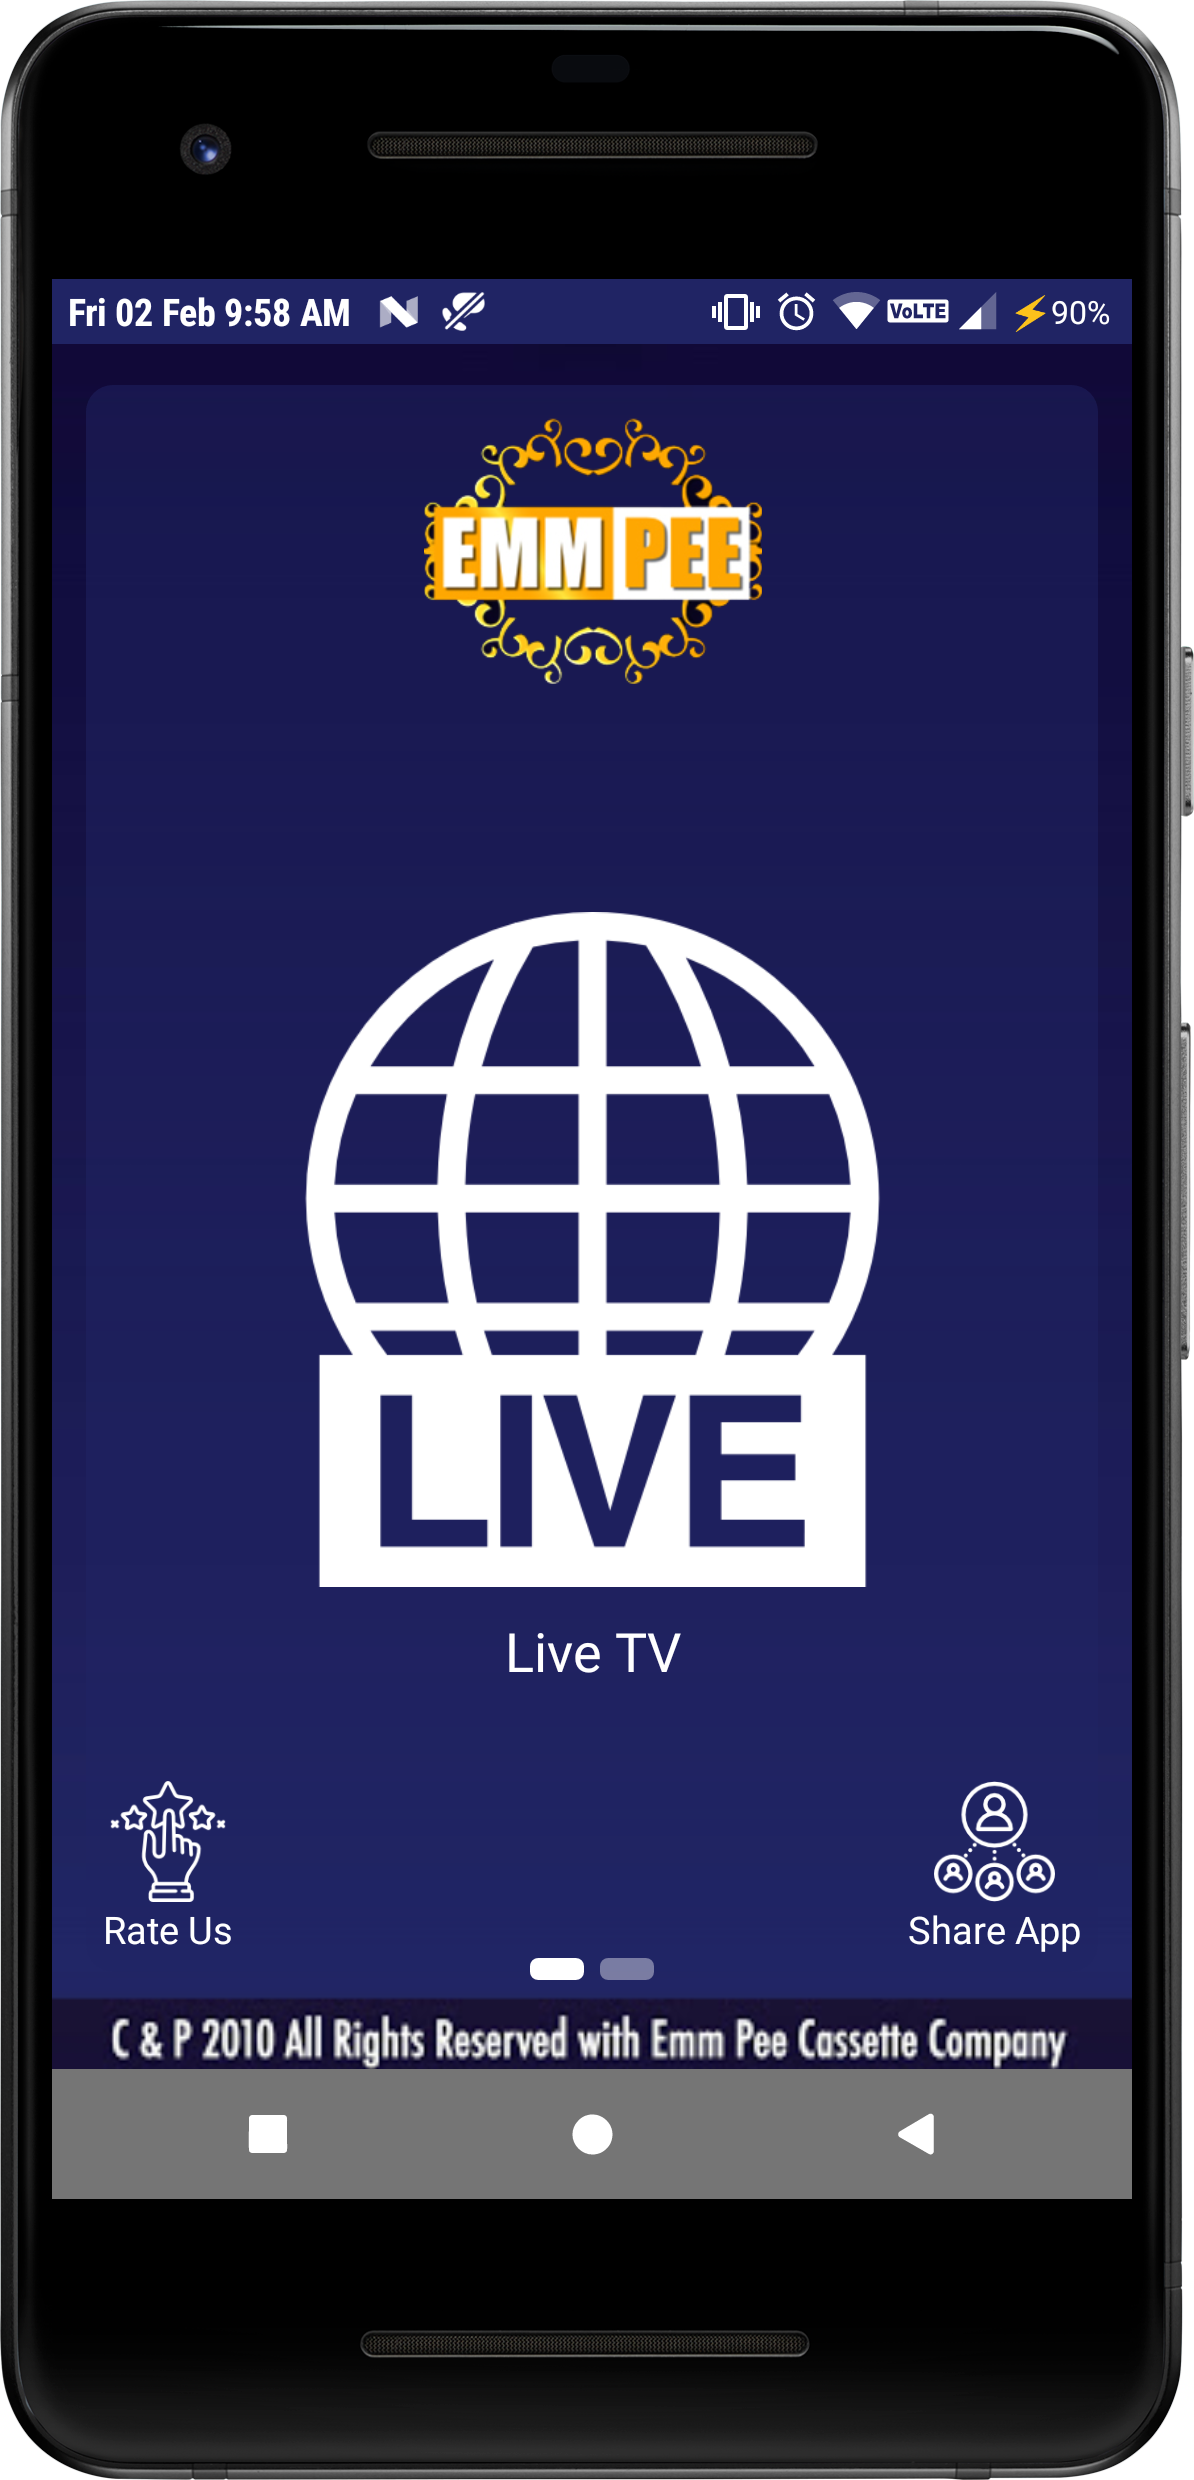 Fri 02 Feb 9:58 AM VoLTE 90%
EMM PEE
LIVE
Live TV
Rate Us Share App
C & P 2010 All Rights Reserved with Emm Pee Cassette Company